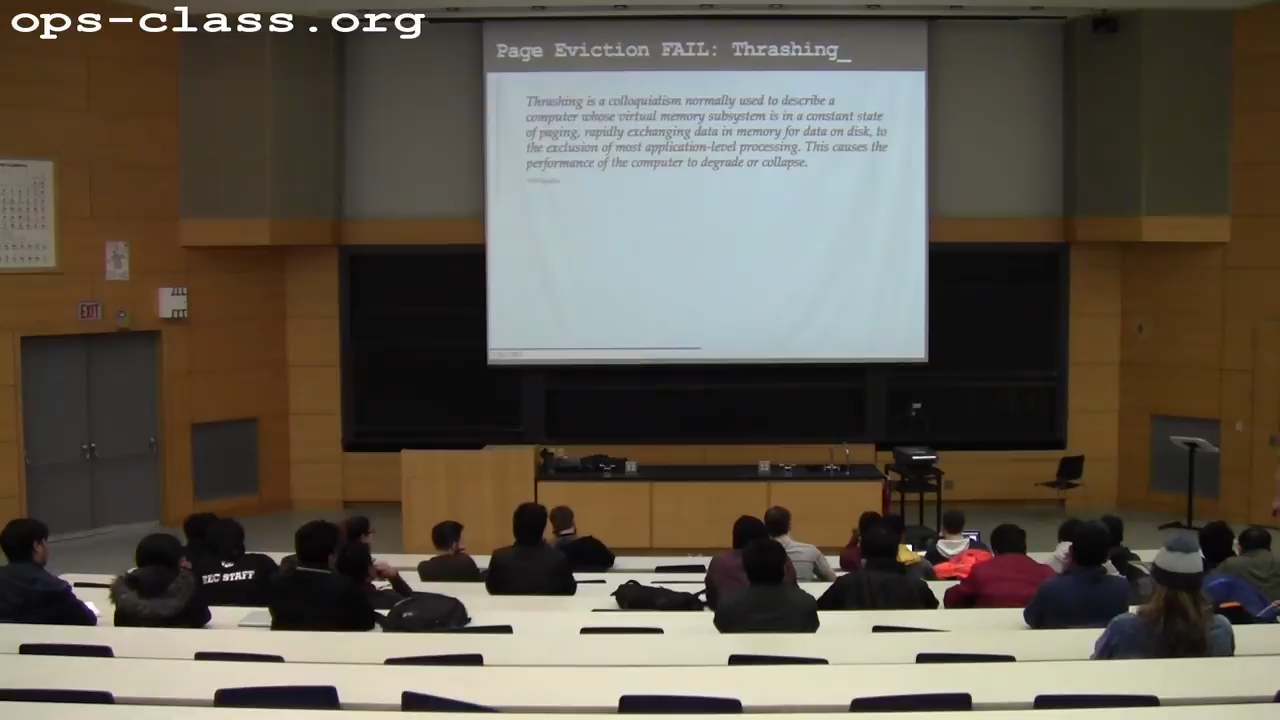 ops-class.org
Page Eviction FAIL: Thrashing_
Thrashing is a colloquialism normally used to describe a
computer whose virtual memory subsystem is in a constant state
of paging, rapidly exchanging data in memory for data on disk, to
the exclusion of most application-level processing. This causes the
performance of the computer to degrade or collapse.
EXIT
REC STAFF